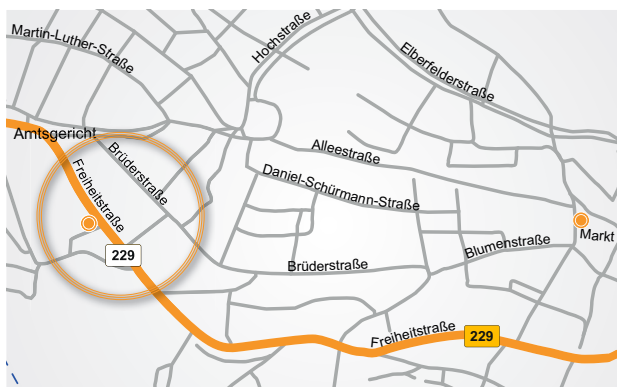 Martin-Luther-Straße
Hochstraße
Elberfelderstraße
Amtsgericht
Alleestraße
Brüderstraße
Freiheitstraße
Daniel-Schürmann-Straße
Markt
Blumenstraße
229
Brüderstraße
Freiheitstraße
229